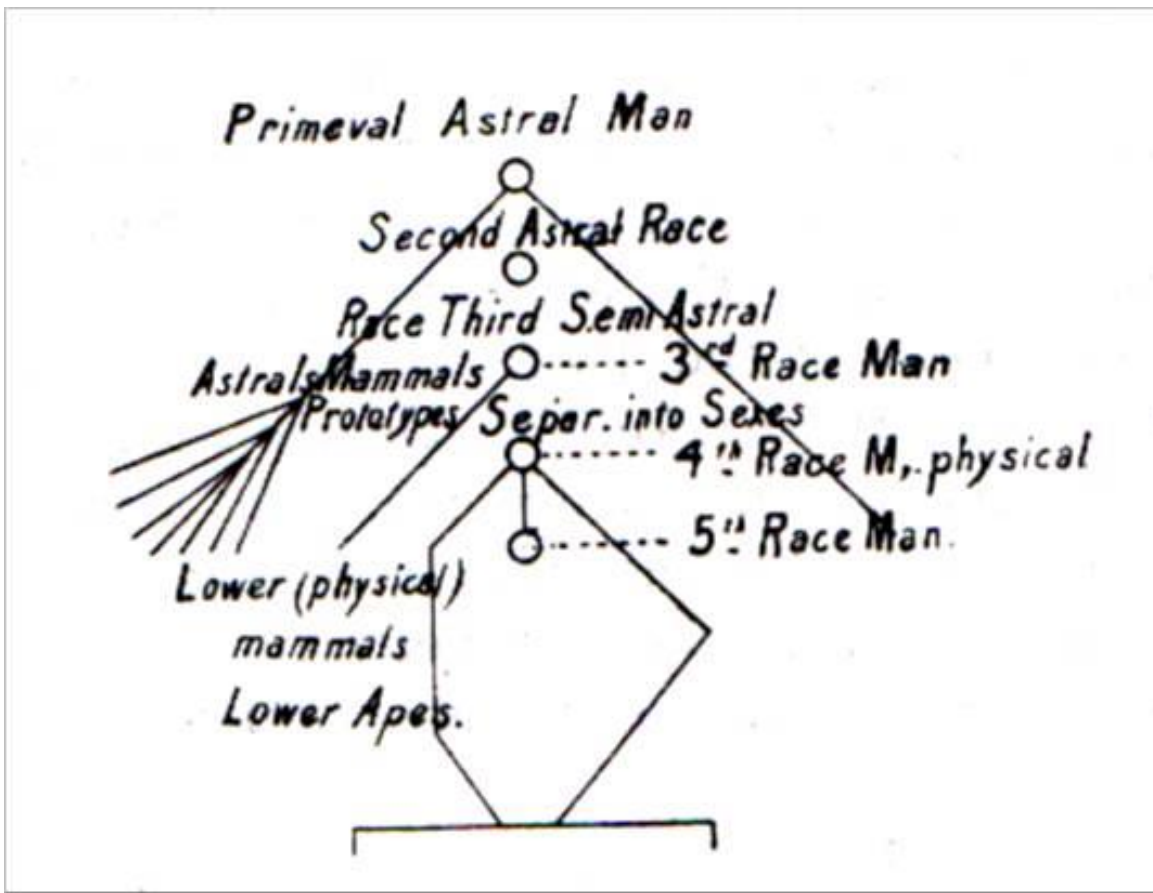 Primeval Astral Man
Second Astral Race
Race Third Semi Astral
3rd Race Man
Astrals Mammals
Prototypes
Separ. into Sexes
4th Race M,. physical
5th Race Man.
Lower (physical)
mammals
Lower Apes.